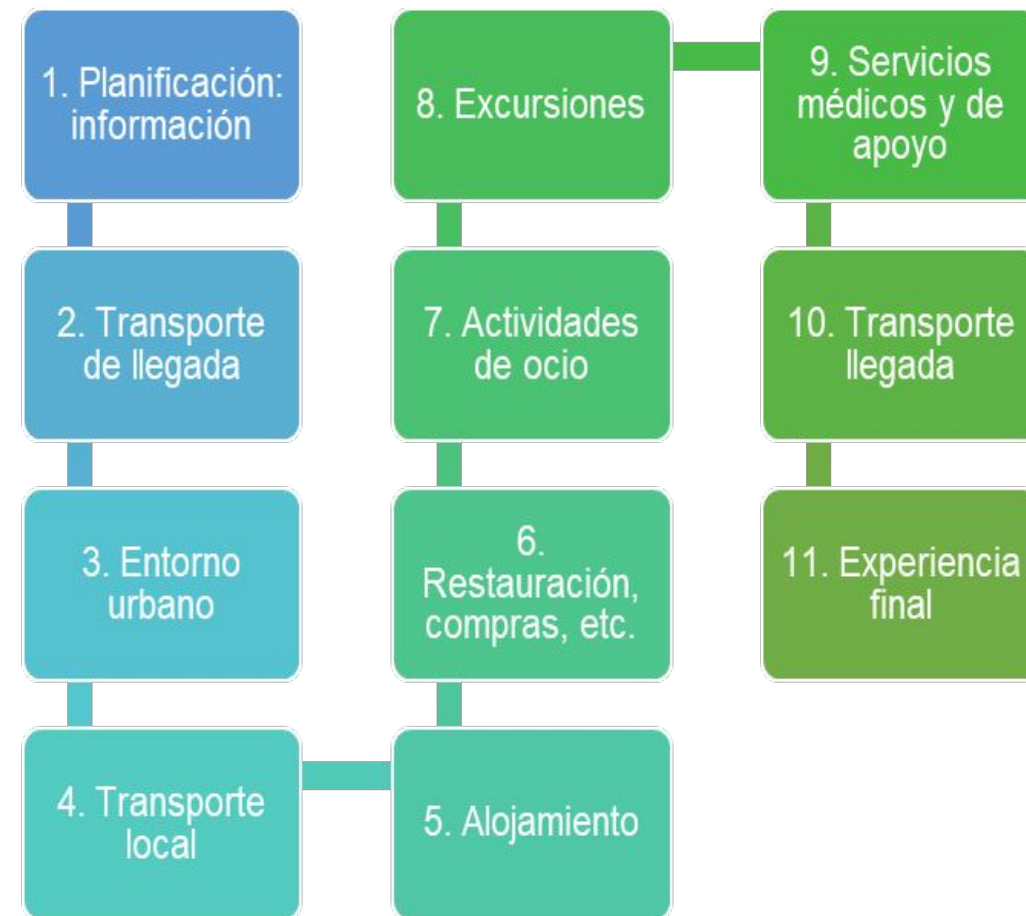 1. Planificación:
información
2. Transporte
de llegada
3. Entorno
urbano
4. Transporte
local
5. Alojamiento
6.
Restauración,
compras, etc.
7. Actividades
de ocio
8. Excursiones
9. Servicios
médicos y de
apoyo
10. Transporte
llegada
11. Experiencia
final